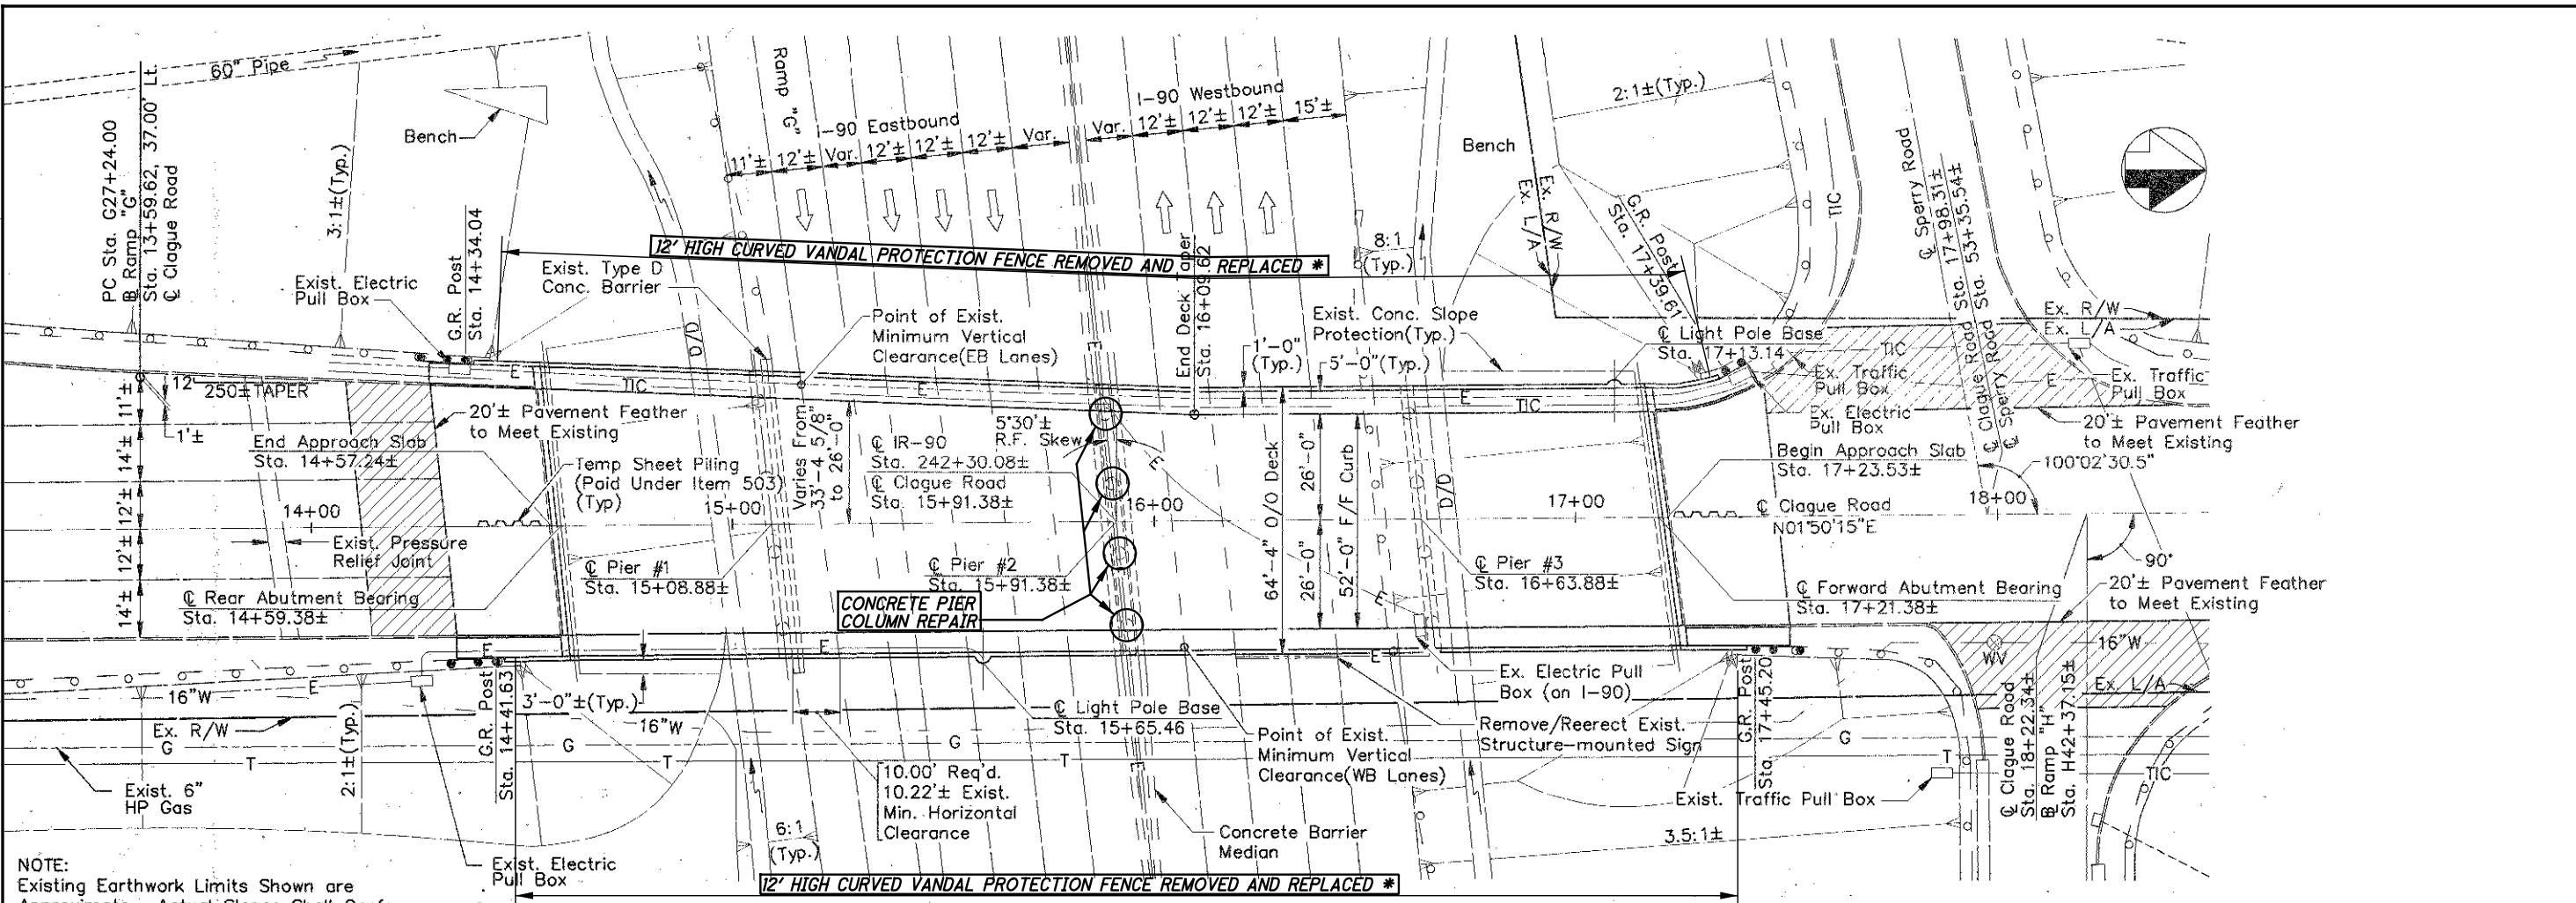 60" Pipe
PC Sta. G27+24.00
B Ramp "G"
Sta. 13+59.62, 37.00' Lt.
℄ Clague Road
3:1±(Typ.)
Bench
G.R. Post
Sta. 14+34.04
Ramp "G"
I-90 Eastbound
11'± 12'± Var. 12'± 12'± 12'± Var.
I-90 Westbound
Var. 12'± 12'± 12'± 15'±
Bench
2:1±(Typ.)
Ex. R/W
Ex. L/A
G.R. Post
Sta. 17+39.61
TIC
℄ Sperry Road
℄ Clague Road Sta. 17+98.31±
℄ Sperry Road Sta. 53+35.54±
12' HIGH CURVED VANDAL PROTECTION FENCE REMOVED AND REPLACED *
8:1
(Typ.)
Exist. Electric
Pull Box
Exist. Type D
Conc. Barrier
D/D
Point of Exist.
Minimum Vertical
Clearance(EB Lanes)
End Deck Taper
Sta. 16+09.62
1'-0"
(Typ.)
5'-0"(Typ.)
Exist. Conc. Slope
Protection(Typ.)
℄ Light Pole Base
Sta. 17+13.14
Ex. R/W
Ex. L/A
TIC
Ex. Traffic
Pull Box
Ex. Electric
Pull Box
E
Ex. Traffic
Pull Box
E
TIC
E
E
E
TIC
12
250±TAPER
1'±
11'±
14'±
12'±
12'±
14'±
20'± Pavement Feather
to Meet Existing
End Approach Slab
Sta. 14+57.24±
Temp Sheet Piling
(Paid Under Item 503)
(Typ)
Varies From
33'-4 5/8"
to 26'-0"
5°30'±
R.F. Skew
E
℄ IR-90
Sta. 242+30.08±
℄ Clague Road
Sta. 15+91.38±
64'-4" O/O Deck
26'-0"
26'-0"
52'-0" F/F Curb
D/D
Begin Approach Slab
Sta. 17+23.53±
20'± Pavement Feather
to Meet Existing
100°02'30.5"
14+00
15+00
16+00
17+00
18+00
℄ Clague Road
N01°50'15"E
Exist. Pressure
Relief Joint
℄ Pier #1
Sta. 15+08.88±
℄ Pier #2
Sta. 15+91.38±
℄ Pier #3
Sta. 16+63.88±
90°
℄ Rear Abutment Bearing
Sta. 14+59.38±
CONCRETE PIER
COLUMN REPAIR
E
℄ Forward Abutment Bearing
Sta. 17+21.38±
20'± Pavement Feather
to Meet Existing
E
E
E
16"W
E
WV
16"W
G.R. Post
Sta. 14+41.63
3'-0"±(Typ.)
16"W
℄ Light Pole Base
Sta. 15+65.46
Ex. Electric Pull
Box (on I-90)
Remove/Reerect Exist.
Structure-mounted Sign
G.R. Post
Sta. 17+45.20
Ex. L/A
Ex. R/W
G
T
G
T
G
T
G
T
Point of Exist.
Minimum Vertical
Clearance(WB Lanes)
℄ Clague Road
Sta. 18+22.34±
B Ramp "H"
Sta. H42+37.15±
TIC
Exist. 6"
HP Gas
2:1±(Typ.)
10.00' Req'd.
10.22'± Exist.
Min. Horizontal
Clearance
E
Exist. Traffic Pull Box
6:1
(Typ.)
Concrete Barrier
Median
3.5:1±
Exist. Electric
Pull Box
12' HIGH CURVED VANDAL PROTECTION FENCE REMOVED AND REPLACED *
NOTE:
Existing Earthwork Limits Shown are